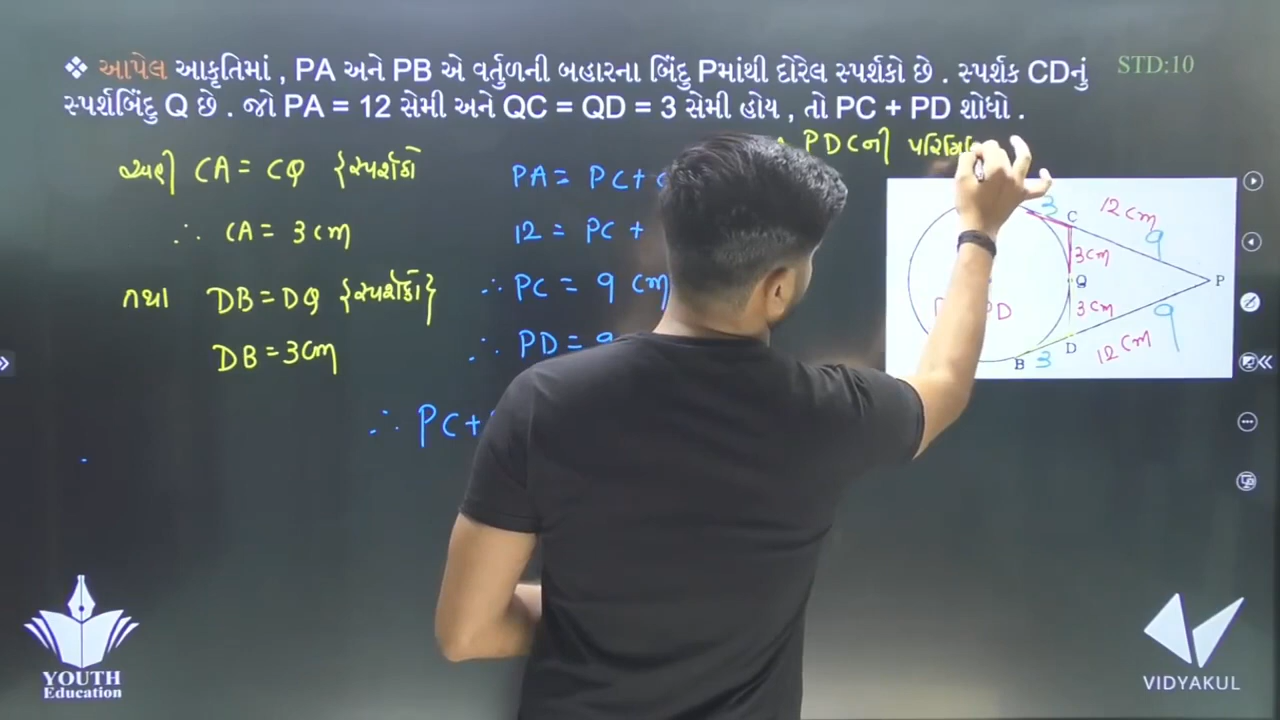 ❖ આપેલ આકૃતિમાં , PA અને PB એ વર્તુળની બહારના બિંદુ Pમાંથી દોરેલ સ્પર્શકો છે . સ્પર્શક CDનું
સ્પર્શબિંદુ Q છે . જો PA = 12 સેમી અને QC = QD = 3 સેમી હોય , તો PC + PD શોધો .
STD:10
અહીં CA = CQ {સ્પર્શકો
∴ CA = 3 cm
તથા DB = DQ {સ્પર્શકો}
DB = 3cm
PA = PC +
12 = PC +
∴ PC = 9 cm
∴ PD = 9
∴ PC +
PDCની
3 C 12 cm
9
3cm
Q P
3 cm
D 9
B 3 12 cm
YOUTH
Education
VIDYAKUL